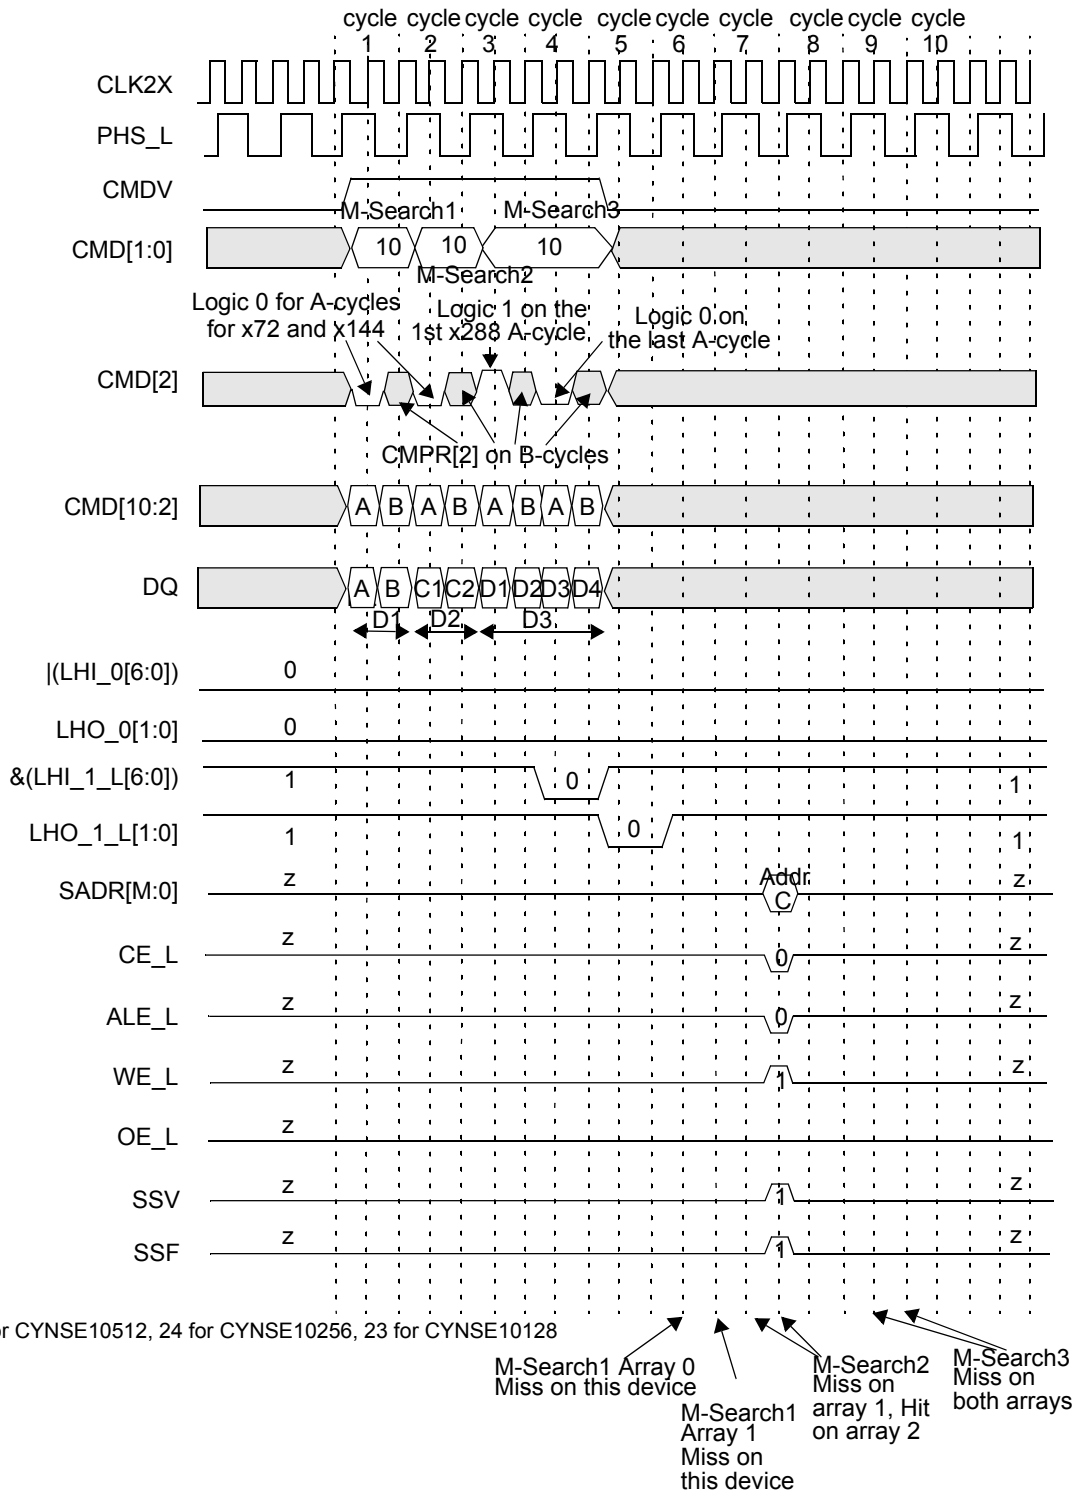 cycle cycle cycle cycle cycle cycle cycle cycle cycle cycle
1 2 3 4 5 6 7 8 9 10
CLK2X
PHS_L
CMDV
M-Search1 M-Search3
CMD[1:0] 10 10 10
M-Search2
Logic 0 for A-cycles
for x72 and x144
Logic 1 on the
1st x288 A-cycle
Logic 0 on
the last A-cycle
CMD[2]
CMPR[2] on B-cycles
CMD[10:2] A B A B A B A B
DQ A B C1 C2 D1 D2 D3 D4
D1 D2 D3
|(LHI_0[6:0]) 0
LHO_0[1:0] 0
&(LHI_1_L[6:0]) 1 0 1
LHO_1_L[1:0] 1 0 1
SADR[M:0] z Addr C z
CE_L z 0 z
ALE_L z 0 z
WE_L z 1 z
OE_L z
SSV z 1 z
SSF z 1 z
r CYNSE10512, 24 for CYNSE10256, 23 for CYNSE10128
M-Search1 Array 0
Miss on this device
M-Search1
Array 1
Miss on
this device
M-Search2
Miss on
array 1, Hit
on array 2
M-Search3
Miss on
both arrays